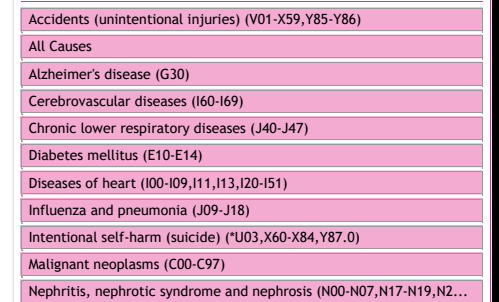 Accidents (unintentional injuries) (V01-X59,Y85-Y86)
All Causes
Alzheimer's disease (G30)
Cerebrovascular diseases (I60-I69)
Chronic lower respiratory diseases (J40-J47)
Diabetes mellitus (E10-E14)
Diseases of heart (I00-I09,I11,I13,I20-I51)
Influenza and pneumonia (J09-J18)
Intentional self-harm (suicide) (*U03,X60-X84,Y87.0)
Malignant neoplasms (C00-C97)
Nephritis, nephrotic syndrome and nephrosis (N00-N07,N17-N19,N2...